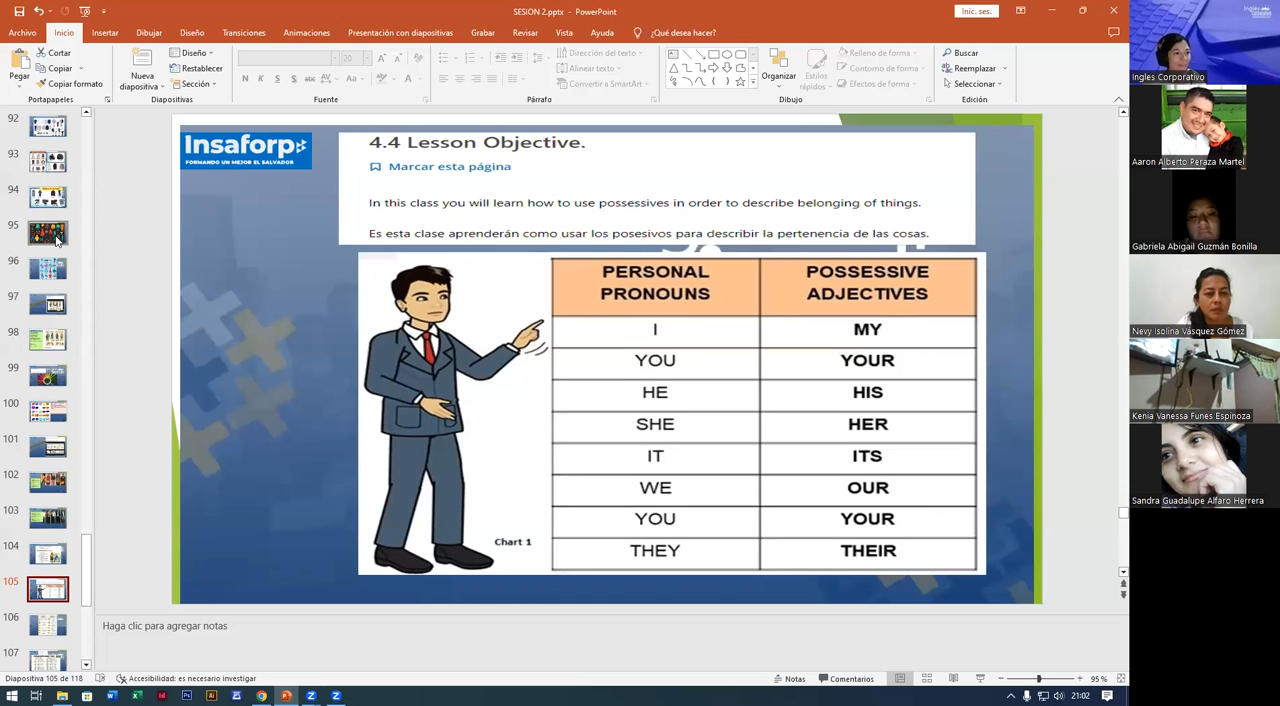 SESION 2.pptx - PowerPoint
Inic. ses.
Archivo Inicio Insertar Dibujar Diseño Transiciones Animaciones Presentación con diapositivas Grabar Revisar Vista Ayuda ¿Qué desea hacer?
Pegar
Cortar
Copiar
Copiar formato
Portapapeles
Nueva diapositiva
Diseño
Restablecer
Sección
Diapositivas
20
N K S S abc AV Aa
Fuente
Párrafo
Dirección del texto
Alinear texto
Convertir a SmartArt
Organizar
Estilos rápidos
Relleno de forma
Contorno de forma
Efectos de forma
Dibujo
Buscar
Reemplazar
Seleccionar
Edición
92
93
94
95
96
97
98
99
100
101
102
103
104
105
106
107
Insaforp
FORMANDO UN MEJOR EL SALVADOR
4.4 Lesson Objective.
Marcar esta página
In this class you will learn how to use possessives in order to describe belonging of things.
Es esta clase aprenderán como usar los posesivos para describir la pertenencia de las cosas.
PERSONAL PRONOUNS POSSESSIVE ADJECTIVES
I MY
YOU YOUR
HE HIS
SHE HER
IT ITS
WE OUR
YOU YOUR
THEY THEIR
Chart 1
Haga clic para agregar notas
Diapositiva 105 de 118
Accesibilidad: es necesario investigar
Notas
Comentarios
95 %
21:02
Ingles Corporativo
Aaron Alberto Peraza Martel
Gabriela Abigail Guzmán Bonilla
Nevy Isolina Vásquez Gómez
Kenia Vanessa Funes Espinoza
Sandra Guadalupe Alfaro Herrera